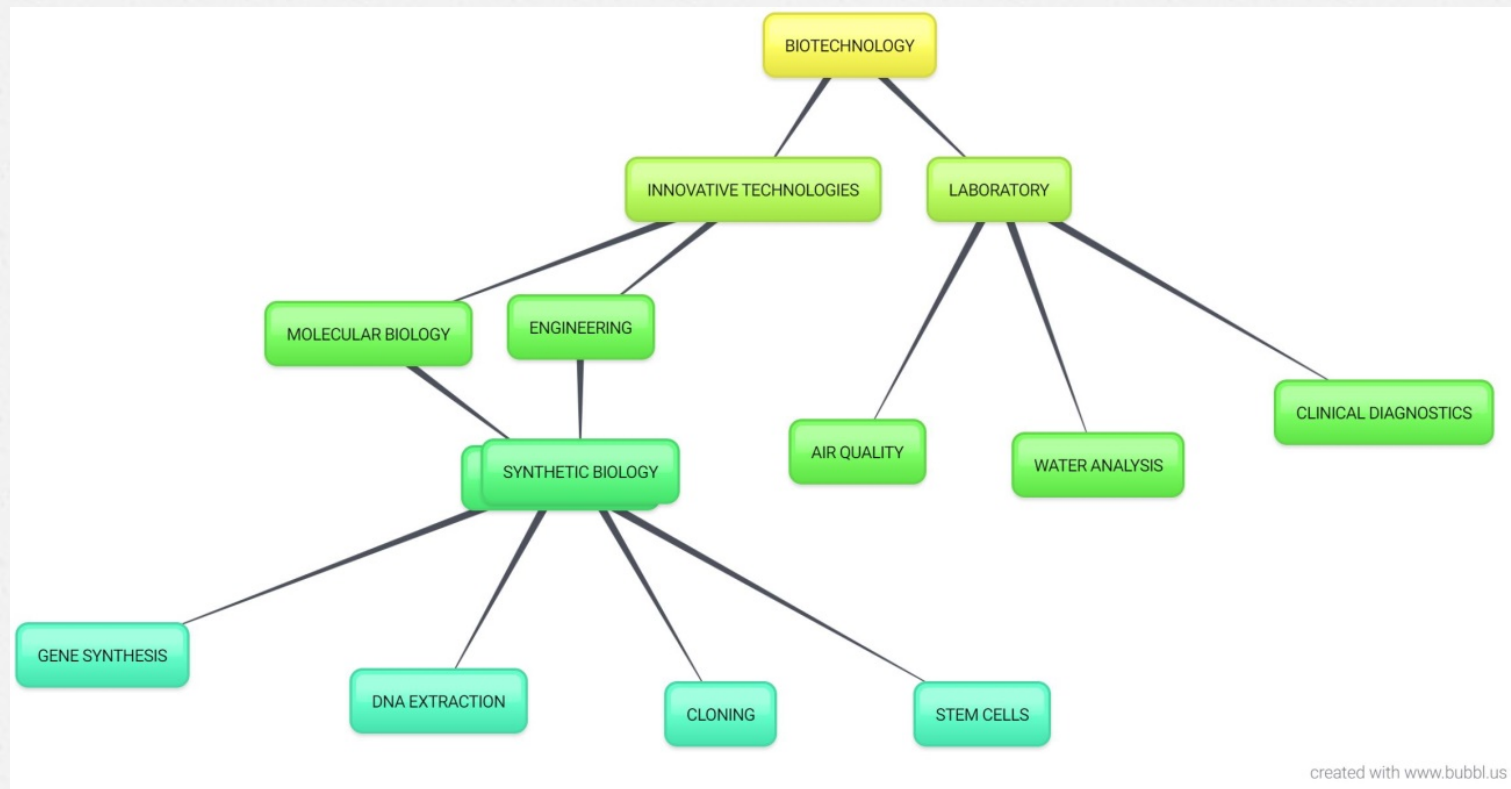 BIOTECHNOLOGY
INNOVATIVE TECHNOLOGIES
LABORATORY
MOLECULAR BIOLOGY
ENGINEERING
CLINICAL DIAGNOSTICS
AIR QUALITY
WATER ANALYSIS
SYNTHETIC BIOLOGY
GENE SYNTHESIS
DNA EXTRACTION
CLONING
STEM CELLS
created with www.bubbl.us